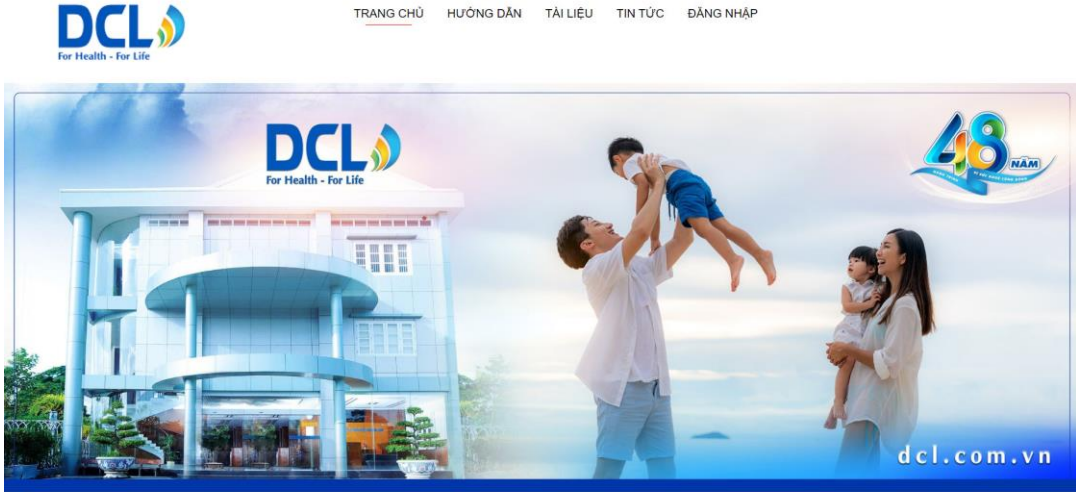 DCL
For Health - For Life
TRANG CHỦ HƯỚNG DẪN TÀI LIỆU TIN TỨC ĐĂNG NHẬP
DCL
For Health - For Life
48 NĂM
dcl.com.vn